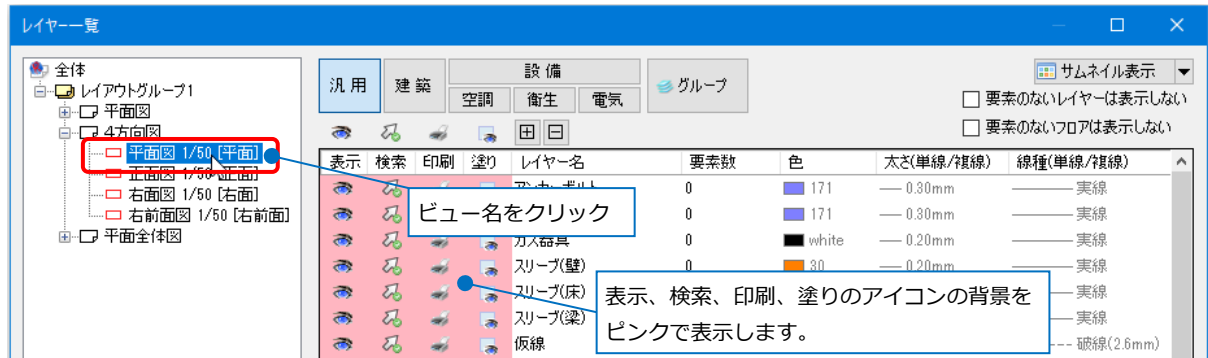 レイヤー一覧
全体
レイアウトグループ1
平面図
4方向図
平面図 1/50 [平面]
正面図 1/50 [正面]
右面図 1/50 [右面]
右前面図 1/50 [右前面]
平面全体図
汎用 建築 設備 空調 衛生 電気 グループ
サムネイル表示
要素のないレイヤーは表示しない
要素のないフロアは表示しない
表示 検索 印刷 塗り レイヤー名 要素数 色 太さ(単線/複線) 線種(単線/複線)
アンカーボルト 0 171 0.30mm 実線
0 171 0.30mm 実線
ガス器具 0 white 0.20mm 実線
スリーブ(壁) 0 30 0.20mm 実線
スリーブ(床) 実線
スリーブ(梁) 実線
仮線 破線(2.6mm)
ビュー名をクリック
表示、検索、印刷、塗りのアイコンの背景を
ピンクで表示します。